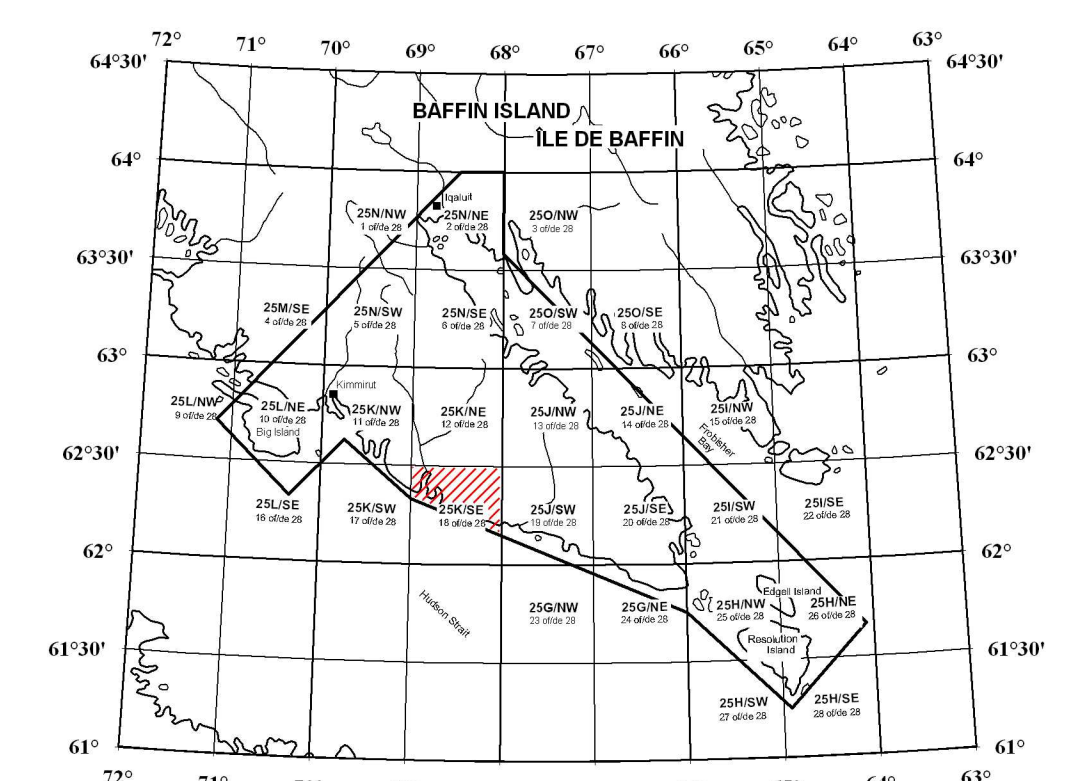 72° 71° 70° 69° 68° 67° 66° 65° 64° 63°
64°30' 64°30'
BAFFIN ISLAND
ÎLE DE BAFFIN
64° 64°
Iqaluit
25N/NW 25N/NE 25O/NW
1 of/de 28 2 of/de 28 3 of/de 28
63°30' 63°30'
25M/SE 25N/SW 25N/SE 25O/SW 25O/SE
4 of/de 28 5 of/de 28 6 of/de 28 7 of/de 28 8 of/de 28
63° 63°
Kimmirut
25L/NW 25L/NE 25K/NW 25K/NE 25J/NW 25J/NE 25I/NW
9 of/de 28 10 of/de 28 11 of/de 28 12 of/de 28 13 of/de 28 14 of/de 28 15 of/de 28
Big Island
Frobisher
Bay
62°30' 62°30'
25L/SE 25K/SW 25K/SE 25J/SW 25J/SE 25I/SW 25I/SE
16 of/de 28 17 of/de 28 18 of/de 28 19 of/de 28 20 of/de 28 21 of/de 28 22 of/de 28
62° 62°
Hudson Strait
Edgell Island
25G/NW 25G/NE 25H/NW 25H/NE
23 of/de 28 24 of/de 28 25 of/de 28 26 of/de 28
Resolution
Island
61°30' 61°30'
25H/SW 25H/SE
27 of/de 28 28 of/de 28
61° 61°
72° 71° 64° 63°